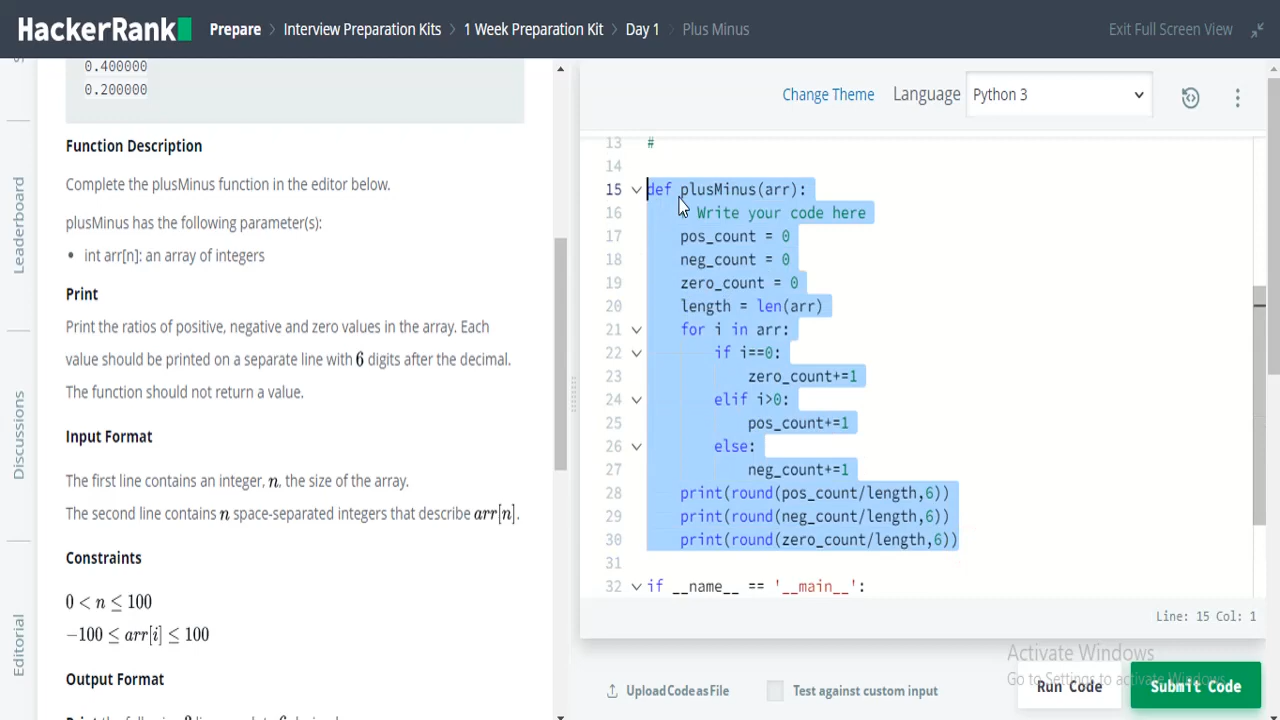 HackerRank Prepare > Interview Preparation Kits > 1 Week Preparation Kit > Day 1 > Plus Minus Exit Full Screen View
Leaderboard
Discussions
Editorial
0.400000
0.200000
Function Description
Complete the plusMinus function in the editor below.
plusMinus has the following parameter(s):
• int arr[n]: an array of integers
Print
Print the ratios of positive, negative and zero values in the array. Each
value should be printed on a separate line with 6 digits after the decimal.
The function should not return a value.
Input Format
The first line contains an integer, n, the size of the array.
The second line contains n space-separated integers that describe arr[n].
Constraints
0 < n ≤ 100
−100 ≤ arr[i] ≤ 100
Output Format
Change Theme Language Python 3
13 #
14
15 def plusMinus(arr):
16 Write your code here
17 pos_count = 0
18 neg_count = 0
19 zero_count = 0
20 length = len(arr)
21 for i in arr:
22 if i==0:
23 zero_count+=1
24 elif i>0:
25 pos_count+=1
26 else:
27 neg_count+=1
28 print(round(pos_count/length,6))
29 print(round(neg_count/length,6))
30 print(round(zero_count/length,6))
31
32 if __name__ == '__main__':
Line: 15 Col: 1
Activate Windows
Go to Settings to activate Windows.
Upload Code as File Test against custom input Run Code Submit Code